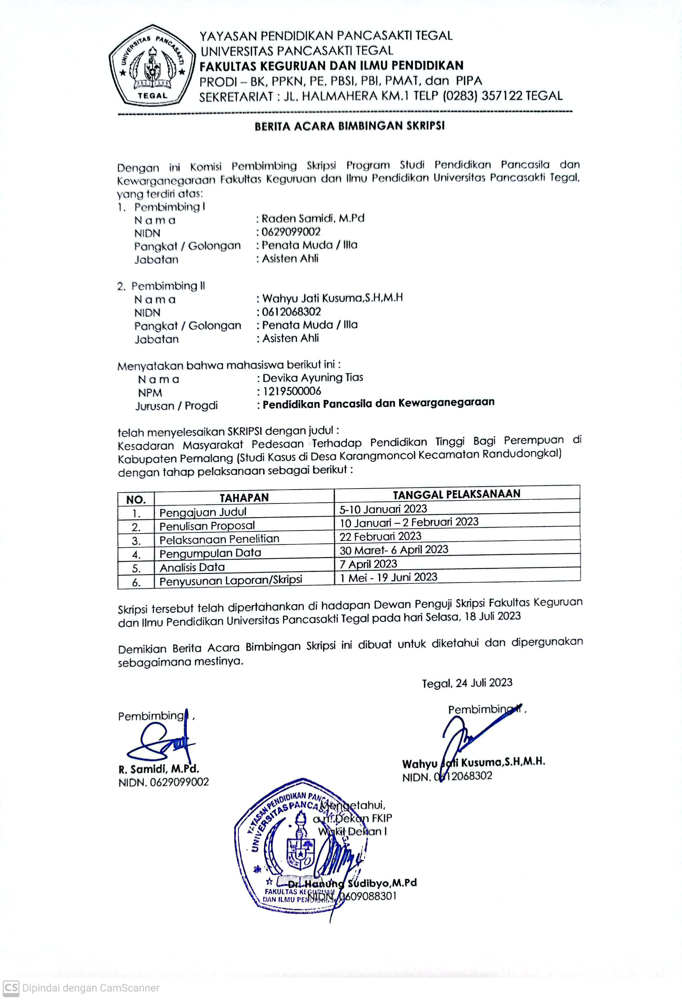 UNIVERSITAS PANCASAKTI
TEGAL
YAYASAN PENDIDIKAN PANCASAKTI TEGAL
UNIVERSITAS PANCASAKTI TEGAL
FAKULTAS KEGURUAN DAN ILMU PENDIDIKAN
PRODI – BK, PPKN, PE, PBSI, PBI, PMAT, dan PIPA
SEKRETARIAT : JL. HALMAHERA KM.1 TELP (0283) 357122 TEGAL
BERITA ACARA BIMBINGAN SKRIPSI
Dengan ini Komisi Pembimbing Skripsi Program Studi Pendidikan Pancasila dan
Kewarganegaraan Fakultas Keguruan dan Ilmu Pendidikan Universitas Pancasakti Tegal,
yang terdiri atas:
1. Pembimbing I
N a m a : Raden Samidi, M.Pd
NIDN : 0629099002
Pangkat / Golongan : Penata Muda / IIIa
Jabatan : Asisten Ahli
2. Pembimbing II
N a m a : Wahyu Jati Kusuma,S.H,M.H
NIDN : 0612068302
Pangkat / Golongan : Penata Muda / IIIa
Jabatan : Asisten Ahli
Menyatakan bahwa mahasiswa berikut ini :
N a m a : Devika Ayuning Tias
NPM : 1219500006
Jurusan / Progdi : Pendidikan Pancasila dan Kewarganegaraan
telah menyelesaikan SKRIPSI dengan judul :
Kesadaran Masyarakat Pedesaan Terhadap Pendidikan Tinggi Bagi Perempuan di
Kabupaten Pemalang (Studi Kasus di Desa Karangmoncol Kecamatan Randudongkal)
dengan tahap pelaksanaan sebagai berikut :
NO. TAHAPAN TANGGAL PELAKSANAAN
1. Pengajuan Judul 5-10 Januari 2023
2. Penulisan Proposal 10 Januari – 2 Februari 2023
3. Pelaksanaan Penelitian 22 Februari 2023
4. Pengumpulan Data 30 Maret- 6 April 2023
5. Analisis Data 7 April 2023
6. Penyusunan Laporan/Skripsi 1 Mei - 19 Juni 2023
Skripsi tersebut telah dipertahankan di hadapan Dewan Penguji Skripsi Fakultas Keguruan
dan Ilmu Pendidikan Universitas Pancasakti Tegal pada hari Selasa, 18 Juli 2023
Demikian Berita Acara Bimbingan Skripsi ini dibuat untuk diketahui dan dipergunakan
sebagaimana mestinya.
Tegal, 24 Juli 2023
Pembimbing I ,
Pembimbing II ,
R. Samidi, M.Pd.
NIDN. 0629099002
Wahyu Jati Kusuma,S.H,M.H.
NIDN. 0612068302
YAYASAN PENDIDIKAN
UNIVERSITAS PANCASAKTI
Mengetahui,
a.n. Dekan FKIP
Wakil Dekan I
Dr. Hanung Sudibyo,M.Pd
NIDN. 0609088301
FAKULTAS KEGURUAN
DAN ILMU
CS Dipindai dengan CamScanner